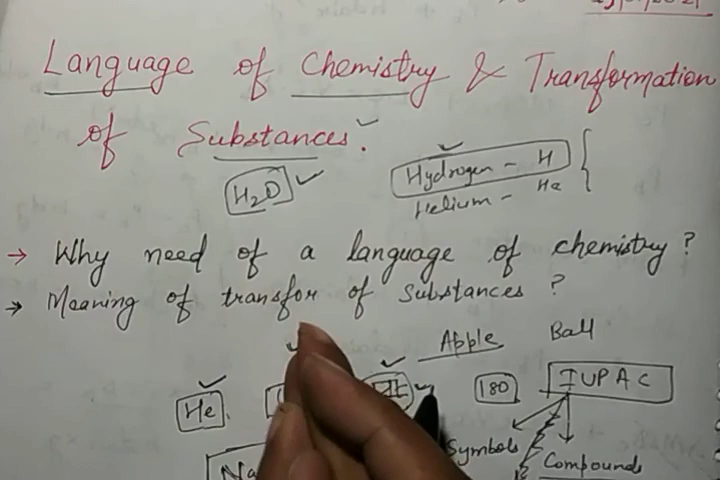 Language of Chemistry & Transformation
of Substances.
H₂O
Hydrogen - H
Helium - He
→ Why need of a language of chemistry?
→ Meaning of transfor of Substances?
Apple Ball
He 180 IUPAC
Symbols
Compounds
Na